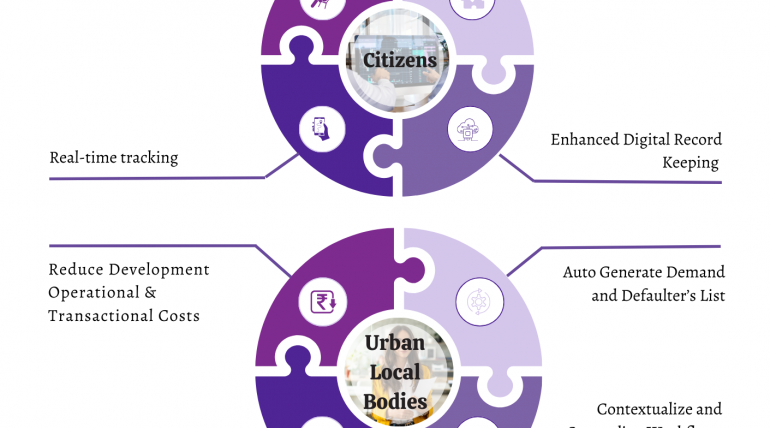 Citizens
Real-time tracking
Enhanced Digital Record
Keeping
Reduce Development
Operational &
Transactional Costs
Auto Generate Demand
and Defaulter's List
Urban
Local
Bodies
Contextualize and